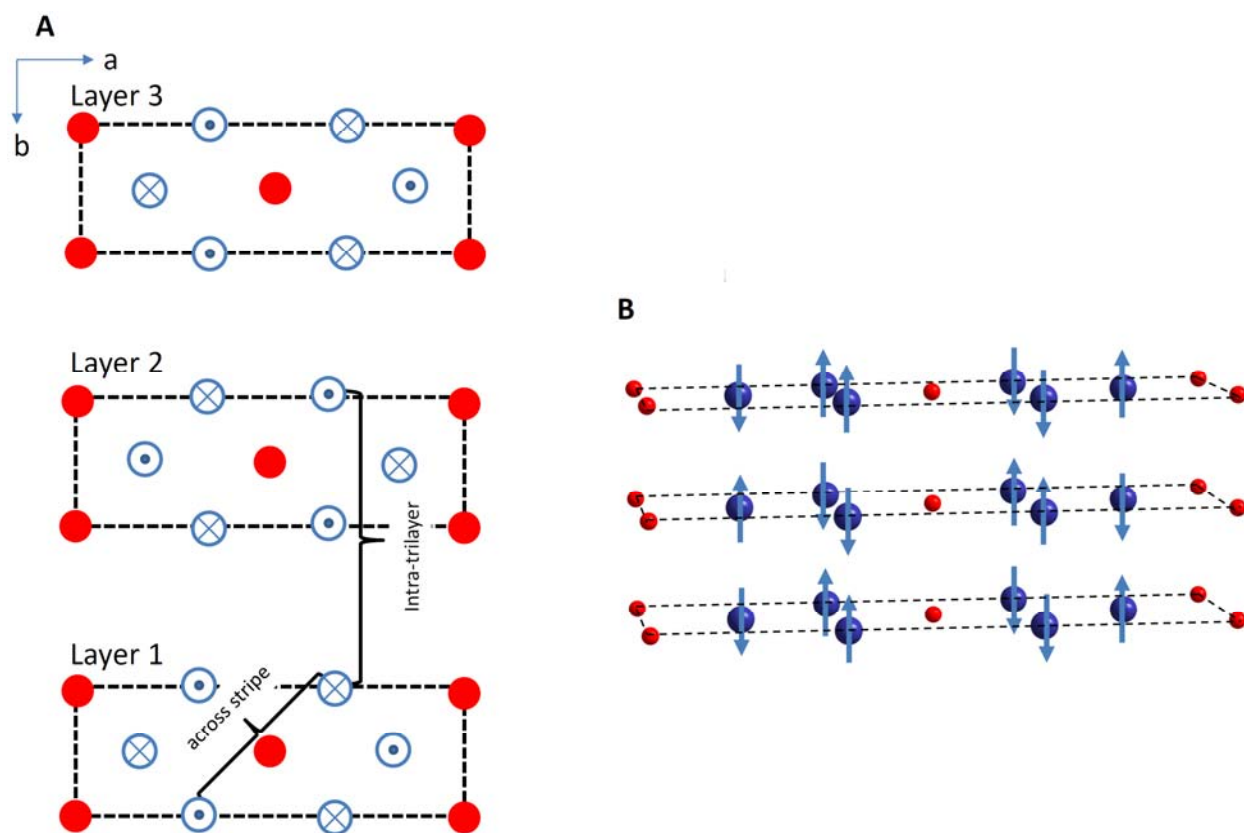 A
a
b
Layer 3
Layer 2
Intra-trilayer
Layer 1
across stripe
B